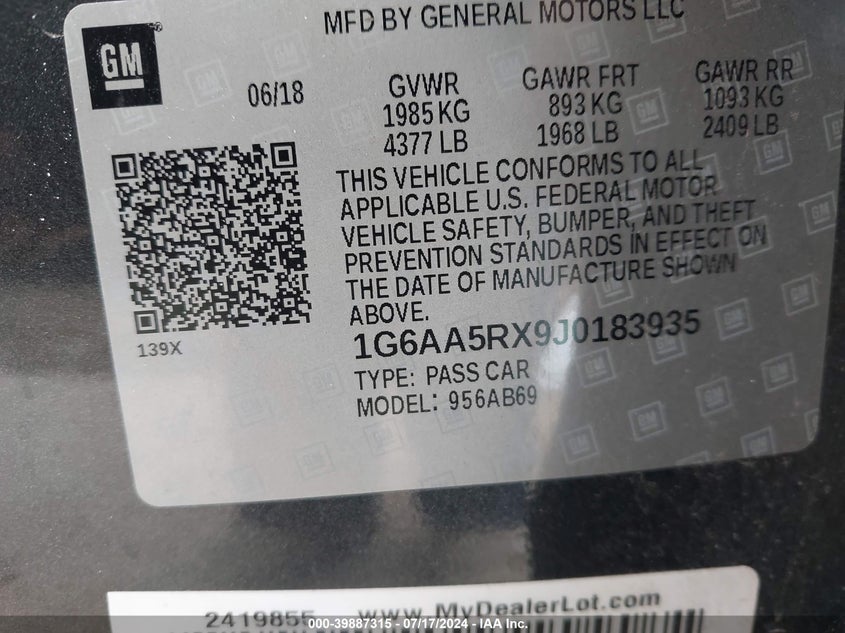 MFD BY GENERAL MOTORS LLC
GM
06/18
GVWR
1985 KG
4377 LB
GAWR FRT
893 KG
1968 LB
GAWR RR
1093 KG
2409 LB
THIS VEHICLE CONFORMS TO ALL
APPLICABLE U.S. FEDERAL MOTOR
VEHICLE SAFETY, BUMPER, AND THEFT
PREVENTION STANDARDS IN EFFECT ON
THE DATE OF MANUFACTURE SHOWN
ABOVE.
139X
1G6AA5RX9J0183935
TYPE: PASS CAR
MODEL: 956AB69
2419855 www.MyDealerLot.com
000-39887315 - 07/17/2024 - IAA Inc.